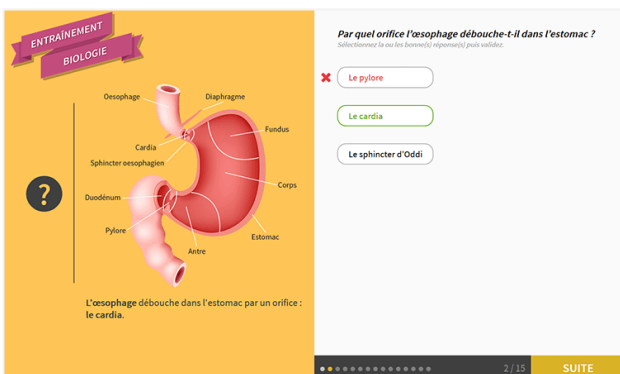 ENTRAÎNEMENT
BIOLOGIE
Oesophage
Diaphragme
Fundus
Cardia
Sphincter oesophagien
Corps
?
Duodénum
Pylore
Estomac
Antre
L'œsophage débouche dans l'estomac par un orifice :
le cardia.
Par quel orifice l'œsophage débouche-t-il dans l'estomac ?
Sélectionnez la ou les bonne(s) réponse(s) puis validez.
Le pylore
Le cardia
Le sphincter d'Oddi
2 / 15
SUITE